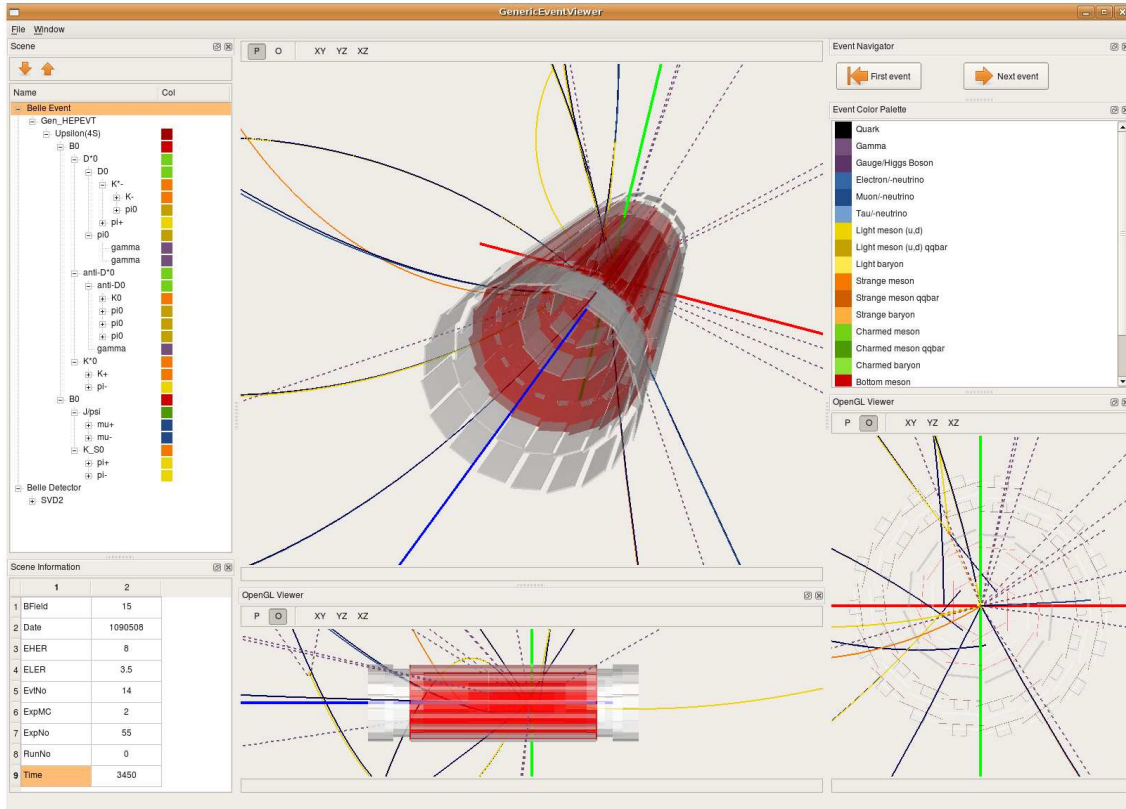 GenericEventViewer
File Window
Scene
Name Col
Belle Event
Gen_HEPEVT
Upsilon(4S)
B0
D*0
D0
K*-
K-
pi0
pi+
pi0
gamma
gamma
anti-D*0
anti-D0
K0
pi0
pi0
pi0
gamma
K*0
K+
pi-
B0
J/psi
mu+
mu-
K_S0
pi+
pi-
Belle Detector
SVD2
Scene Information
1 2
1 BField 15
2 Date 1090508
3 EHER 8
4 ELER 3.5
5 EvtNo 14
6 ExpMC 2
7 ExpNo 55
8 RunNo 0
9 Time 3450
P O XY YZ XZ
OpenGL Viewer
P O XY YZ XZ
Event Navigator
First event Next event
Event Color Palette
Quark
Gamma
Gauge/Higgs Boson
Electron/-neutrino
Muon/-neutrino
Tau/-neutrino
Light meson (u,d)
Light meson (u,d) qqbar
Light baryon
Strange meson
Strange meson qqbar
Strange baryon
Charmed meson
Charmed meson qqbar
Charmed baryon
Bottom meson
OpenGL Viewer
P O XY YZ XZ